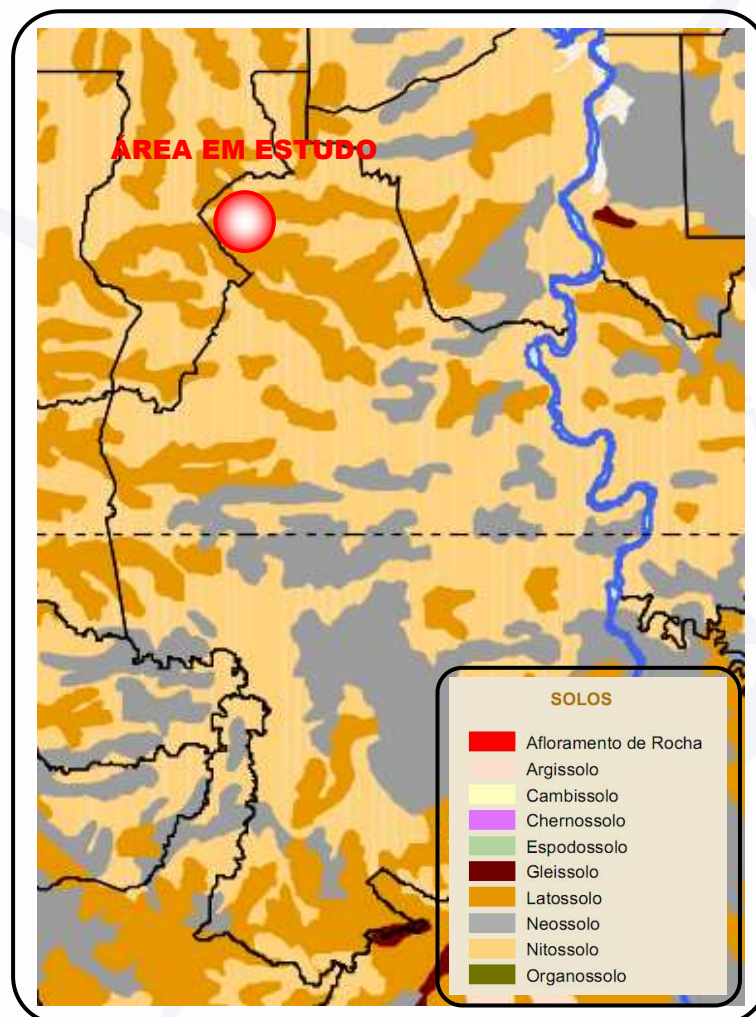 ÁREA EM ESTUDO
SOLOS
Afloramento de Rocha
Argissolo
Cambissolo
Chernossolo
Espodossolo
Gleissolo
Latossolo
Neossolo
Nitossolo
Organossolo